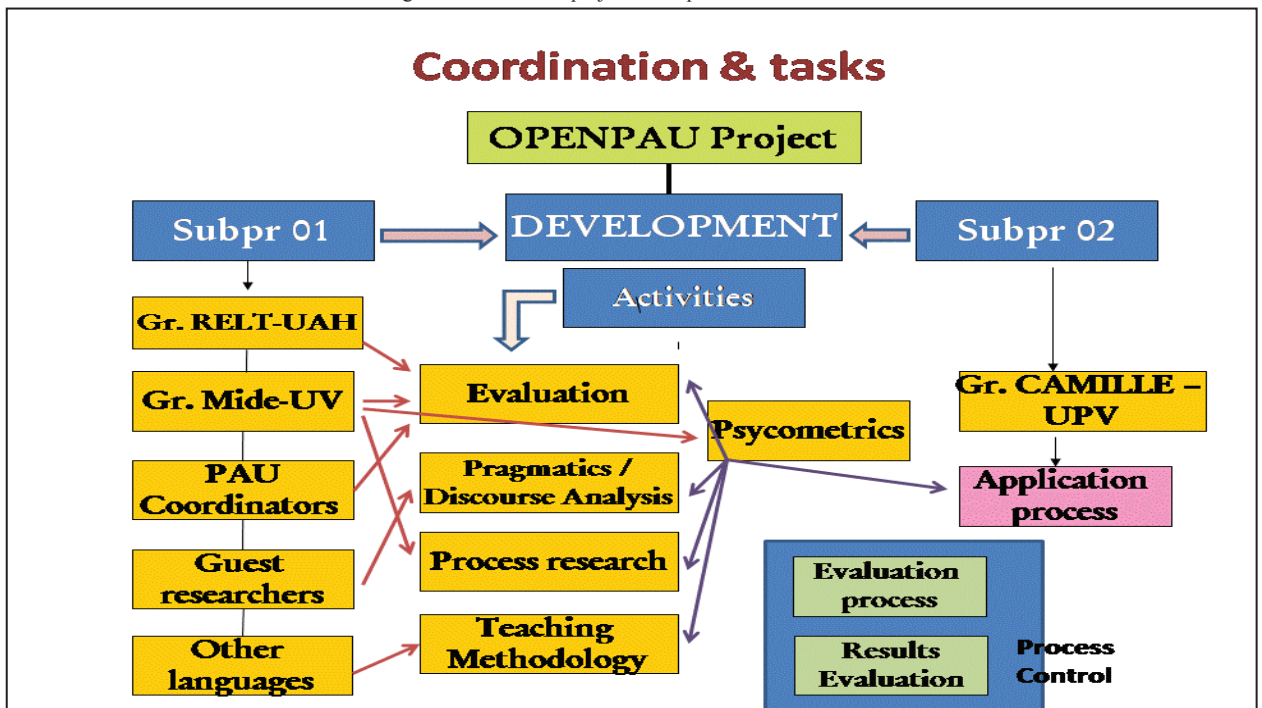 Coordination & tasks
OPENPAU Project
Subpr 01
DEVELOPMENT
Subpr 02
Activities
Gr. RELT-UAH
Gr. Mide-UV
PAU
Coordinators
Guest
researchers
Other
languages
Evaluation
Pragmatics /
Discourse Analysis
Process research
Teaching
Methodology
Psycometrics
Gr. CAMILLE –
UPV
Application
process
Evaluation
process
Results
Evaluation
Process
Control